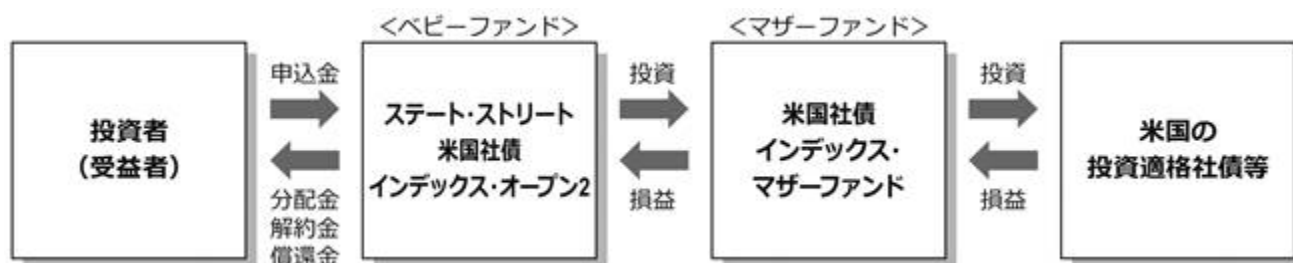 <ベビーファンド>
<マザーファンド>
投資者
(受益者)
申込金
分配金
解約金
償還金
ステート・ストリート
米国社債
インデックス・オープン2
投資
損益
米国社債
インデックス・
マザーファンド
投資
損益
米国の
投資適格社債等